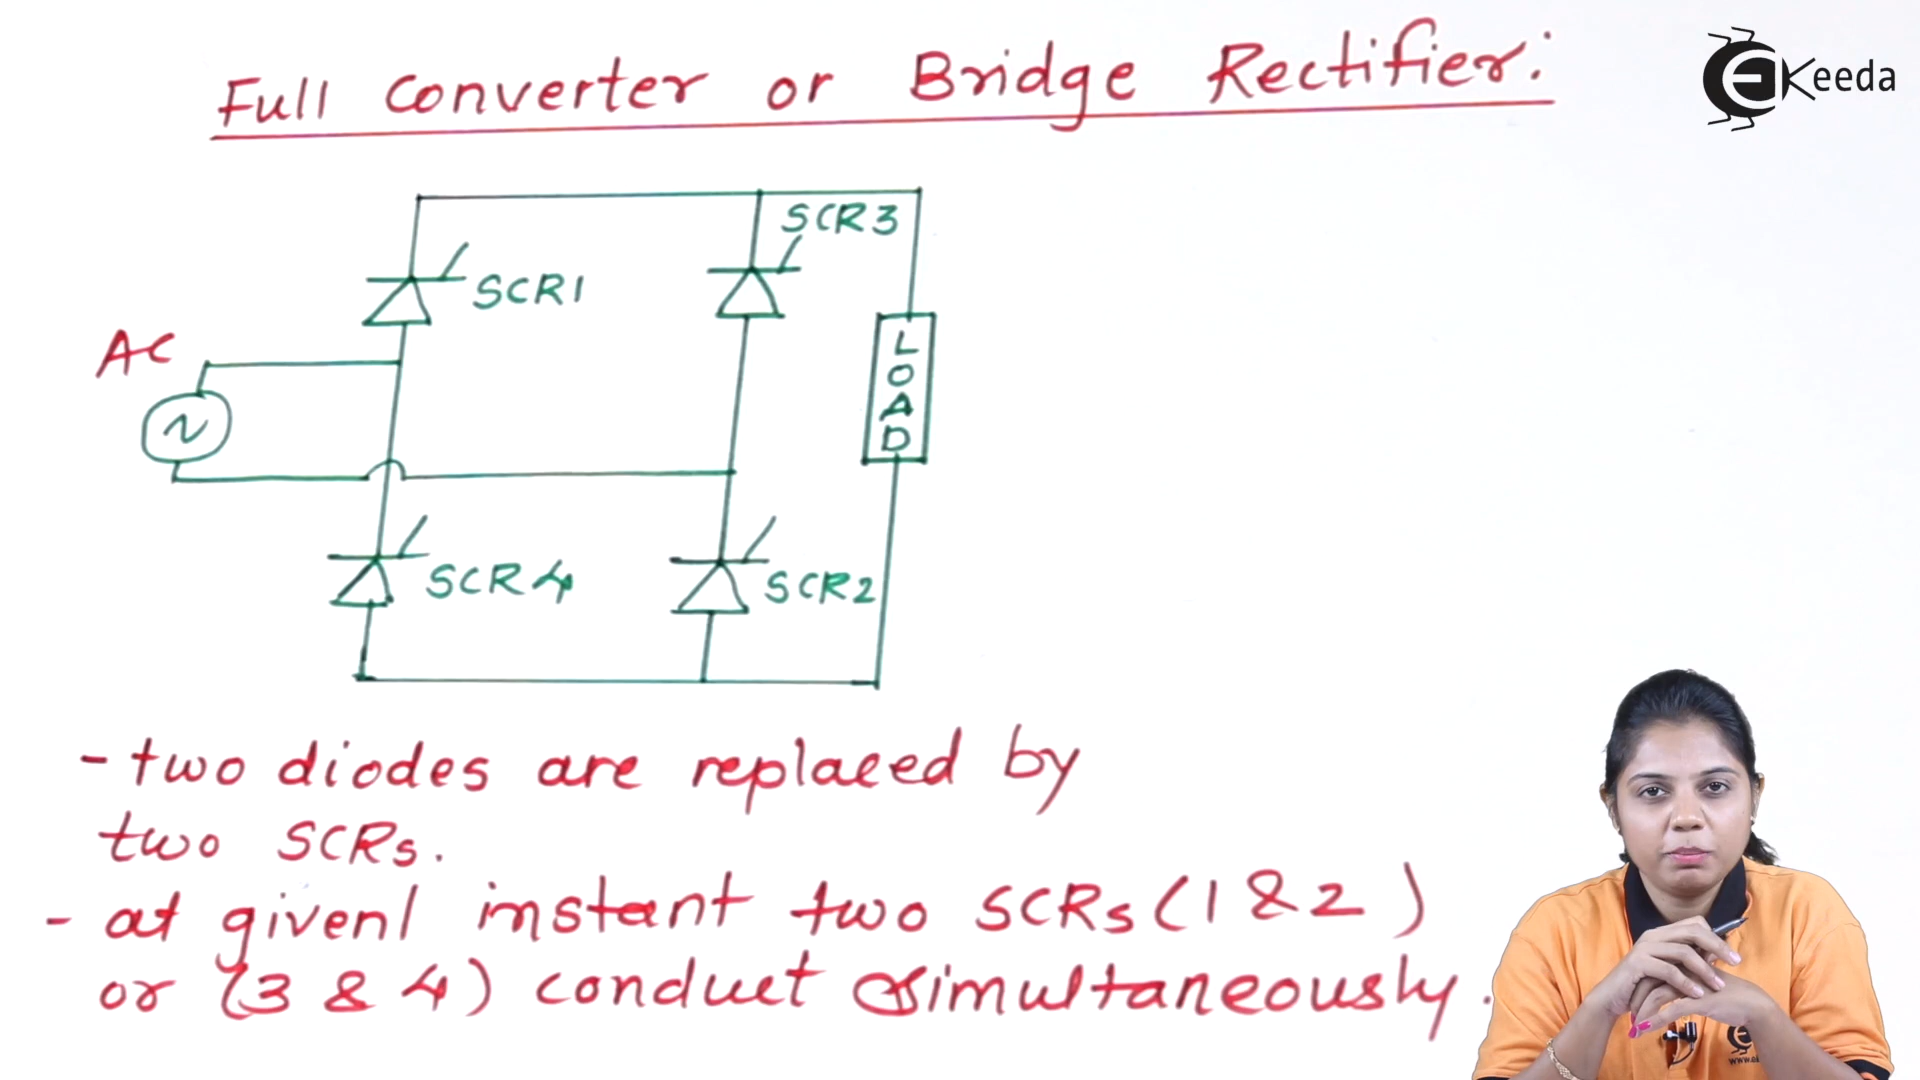 Full Converter or Bridge Rectifier:
EKeeda
SCR3
SCR1
AC
LOAD
SCR4
SCR2
- two diodes are replaced by
two SCRs.
- at given instant two SCRs (1 & 2)
or (3 & 4) conduct simultaneously.